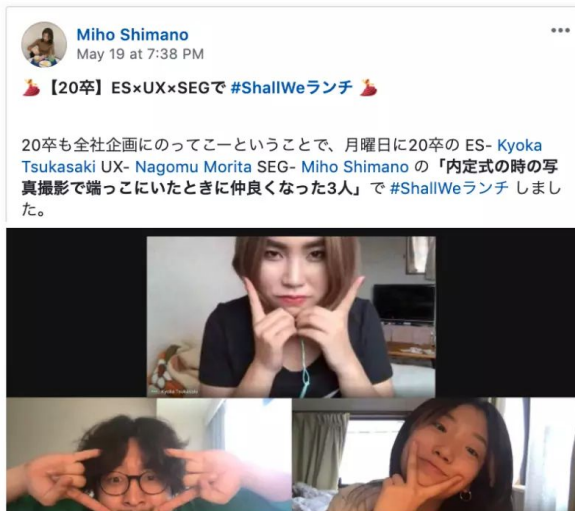 Miho Shimano
May 19 at 7:38 PM
💃【20卒】ES×UX×SEGで #ShallWeランチ 💃
20卒も全社企画にのってこーということで、月曜日に20卒の ES- Kyoka
Tsukasaki UX- Nagomu Morita SEG- Miho Shimano の「内定式の時の写
真撮影で端っこにいたときに仲良くなった3人」で #ShallWeランチ しまし
た。
Kyoka Tsukasaki